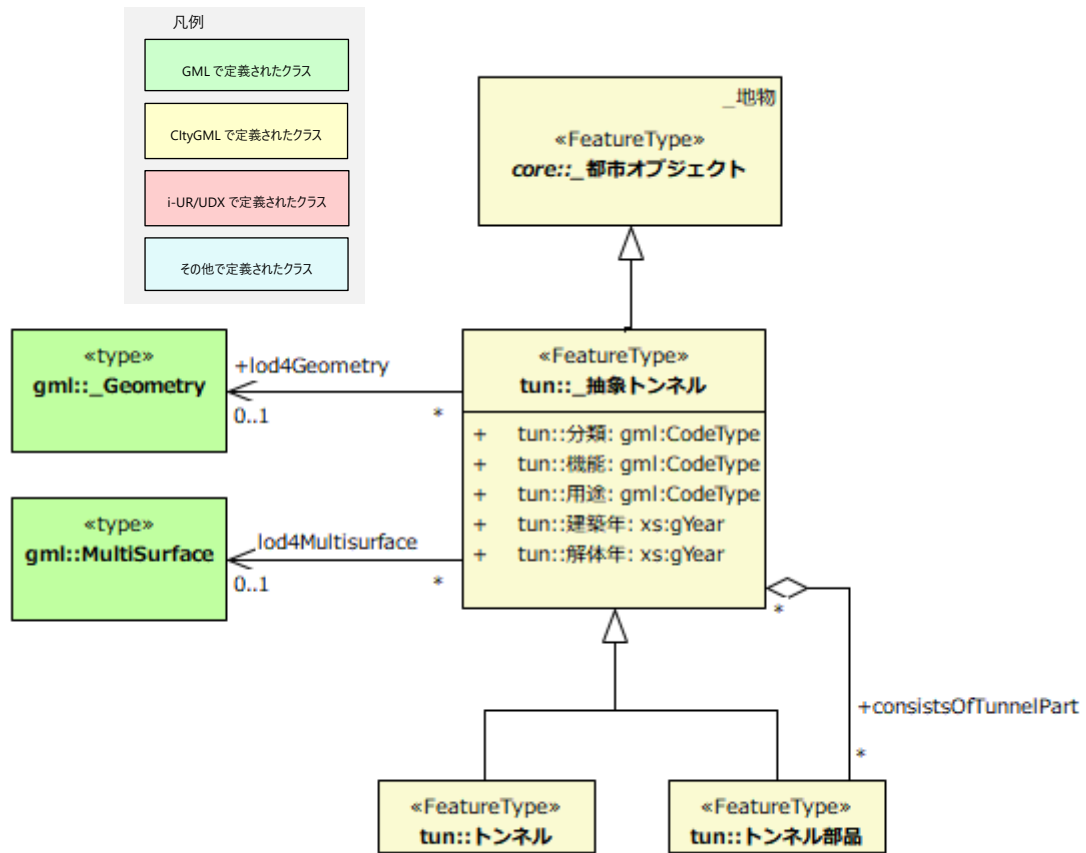 凡例
GML で定義されたクラス
CItyGML で定義されたクラス
i-UR/UDX で定義されたクラス
その他で定義されたクラス
_地物
«FeatureType»
core::_都市オブジェクト
«type»
gml::_Geometry
+lod4Geometry
0..1
*
«FeatureType»
tun::_抽象トンネル
+ tun::分類: gml:CodeType
+ tun::機能: gml:CodeType
+ tun::用途: gml:CodeType
+ tun::建築年: xs:gYear
+ tun::解体年: xs:gYear
«type»
gml::MultiSurface
lod4Multisurface
0..1
*
*
+consistsOfTunnelPart
*
«FeatureType»
tun::トンネル
«FeatureType»
tun::トンネル部品